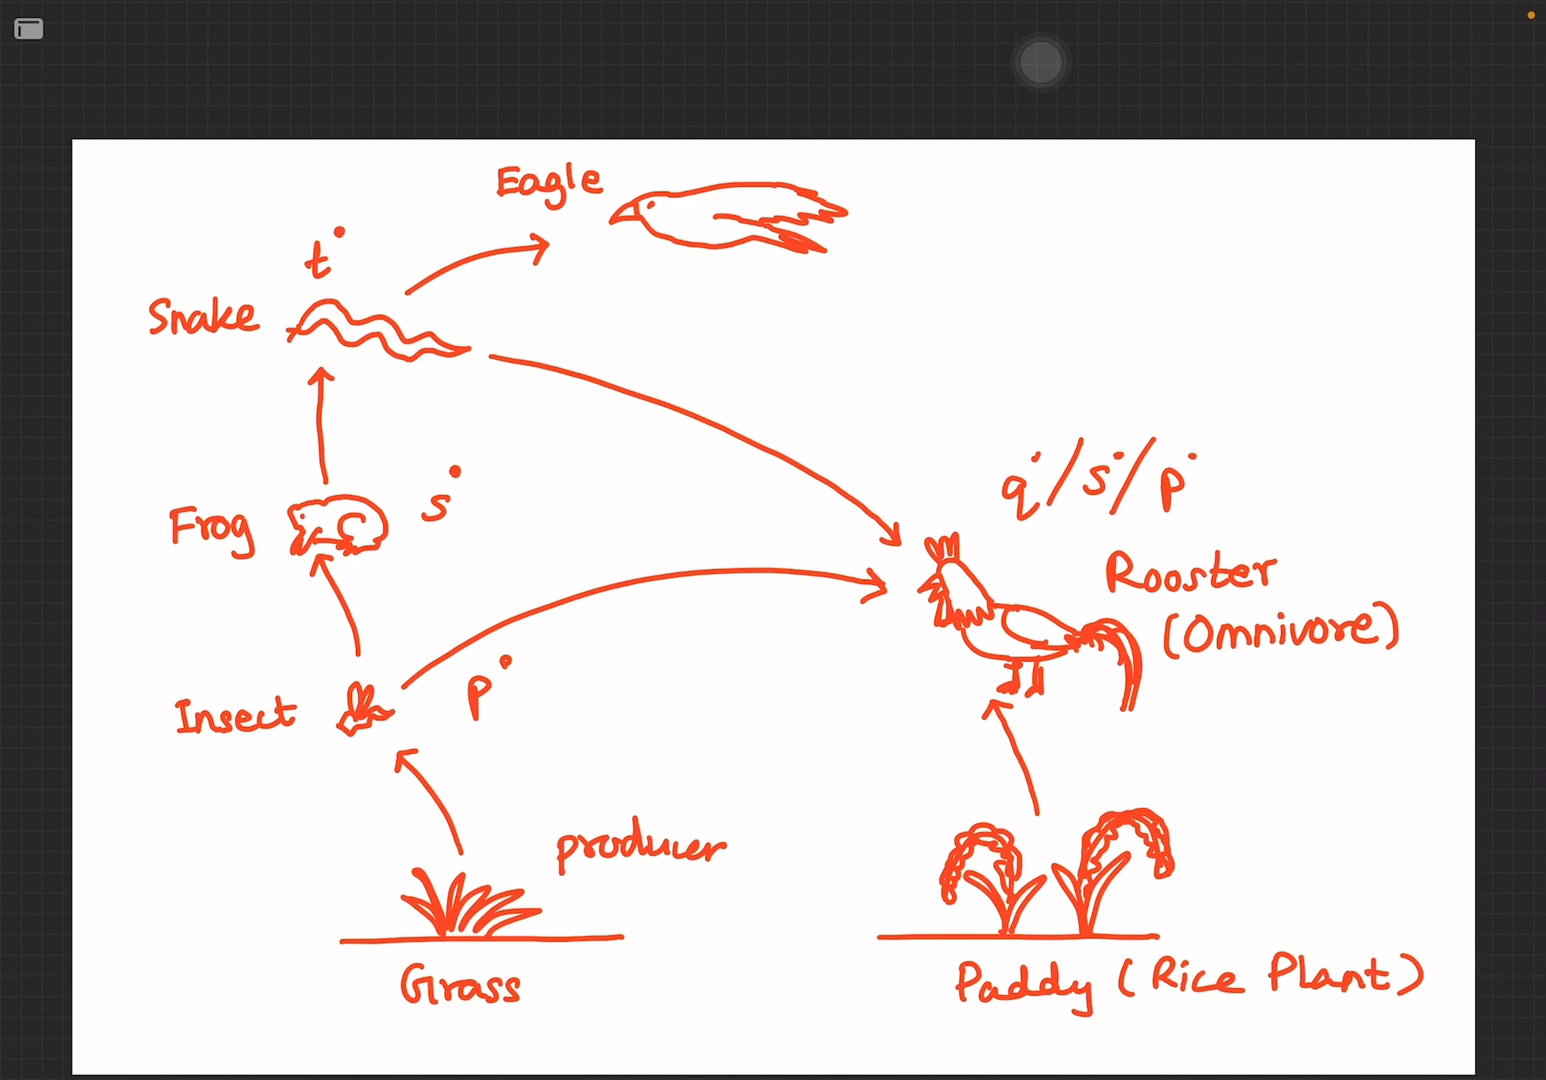 Eagle
t°
Snake
q°/s°/p°
Frog
s°
Rooster
(Omnivore)
Insect
p°
producer
Grass
Paddy (Rice Plant)